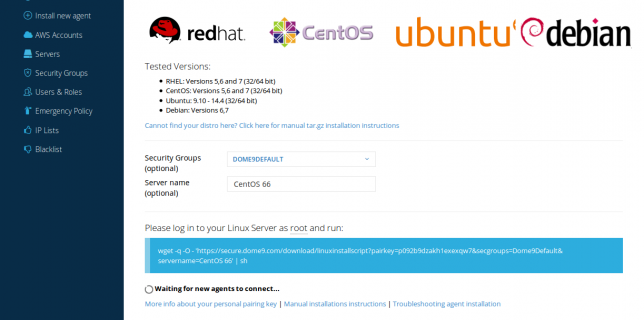 Install new agent
AWS Accounts
Servers
Security Groups
Users & Roles
Emergency Policy
IP Lists
Blacklist
redhat. CentOS ubuntu debian
Tested Versions:
RHEL: Versions 5,6 and 7 (32/64 bit)
CentOS: Versions 5,6 and 7 (32/64 bit)
Ubuntu: 9.10 - 14.4 (32/64 bit)
Debian: Versions 6,7
Cannot find your distro here? Click here for manual tar.gz installation instructions
Security Groups DOME9DEFAULT
(optional)
Server name CentOS 66
(optional)
Please log in to your Linux Server as root and run:
wget -q -O - 'https://secure.dome9.com/download/linuxinstallscript?pairkey=p092b9dzakh1exexqw7&secgroups=Dome9Default&
servername=CentOS 66' | sh
Waiting for new agents to connect...
More info about your personal pairing key | Manual installations instructions | Troubleshooting agent installation